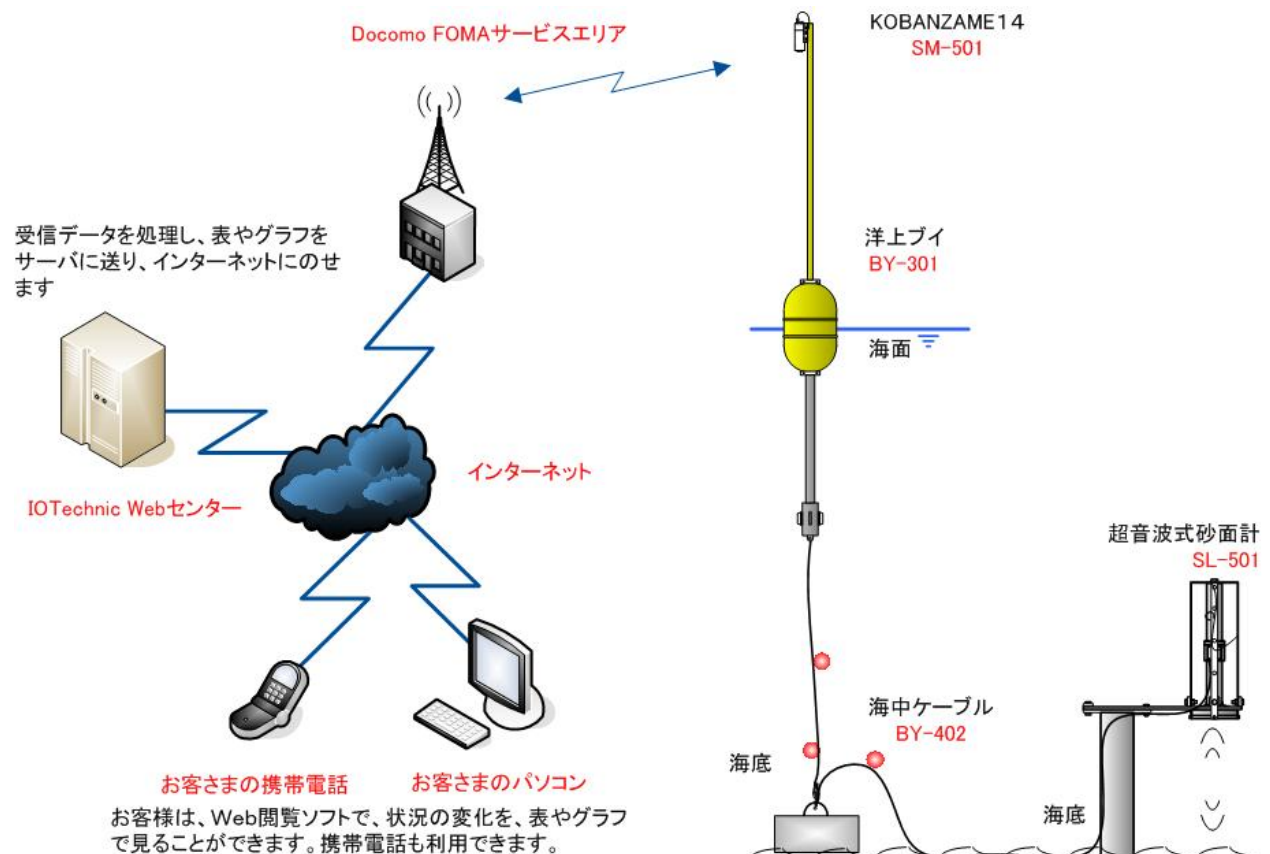 Docomo FOMAサービスエリア
KOBANZAME14
SM-501
受信データを処理し、表やグラフを
サーバに送り、インターネットにのせ
ます
洋上ブイ
BY-301
海面
インターネット
IOTechnic Webセンター
超音波式砂面計
SL-501
海中ケーブル
BY-402
海底
海底
お客さまの携帯電話
お客さまのパソコン
お客様は、Web閲覧ソフトで、状況の変化を、表やグラフ
で見ることができます。携帯電話も利用できます。